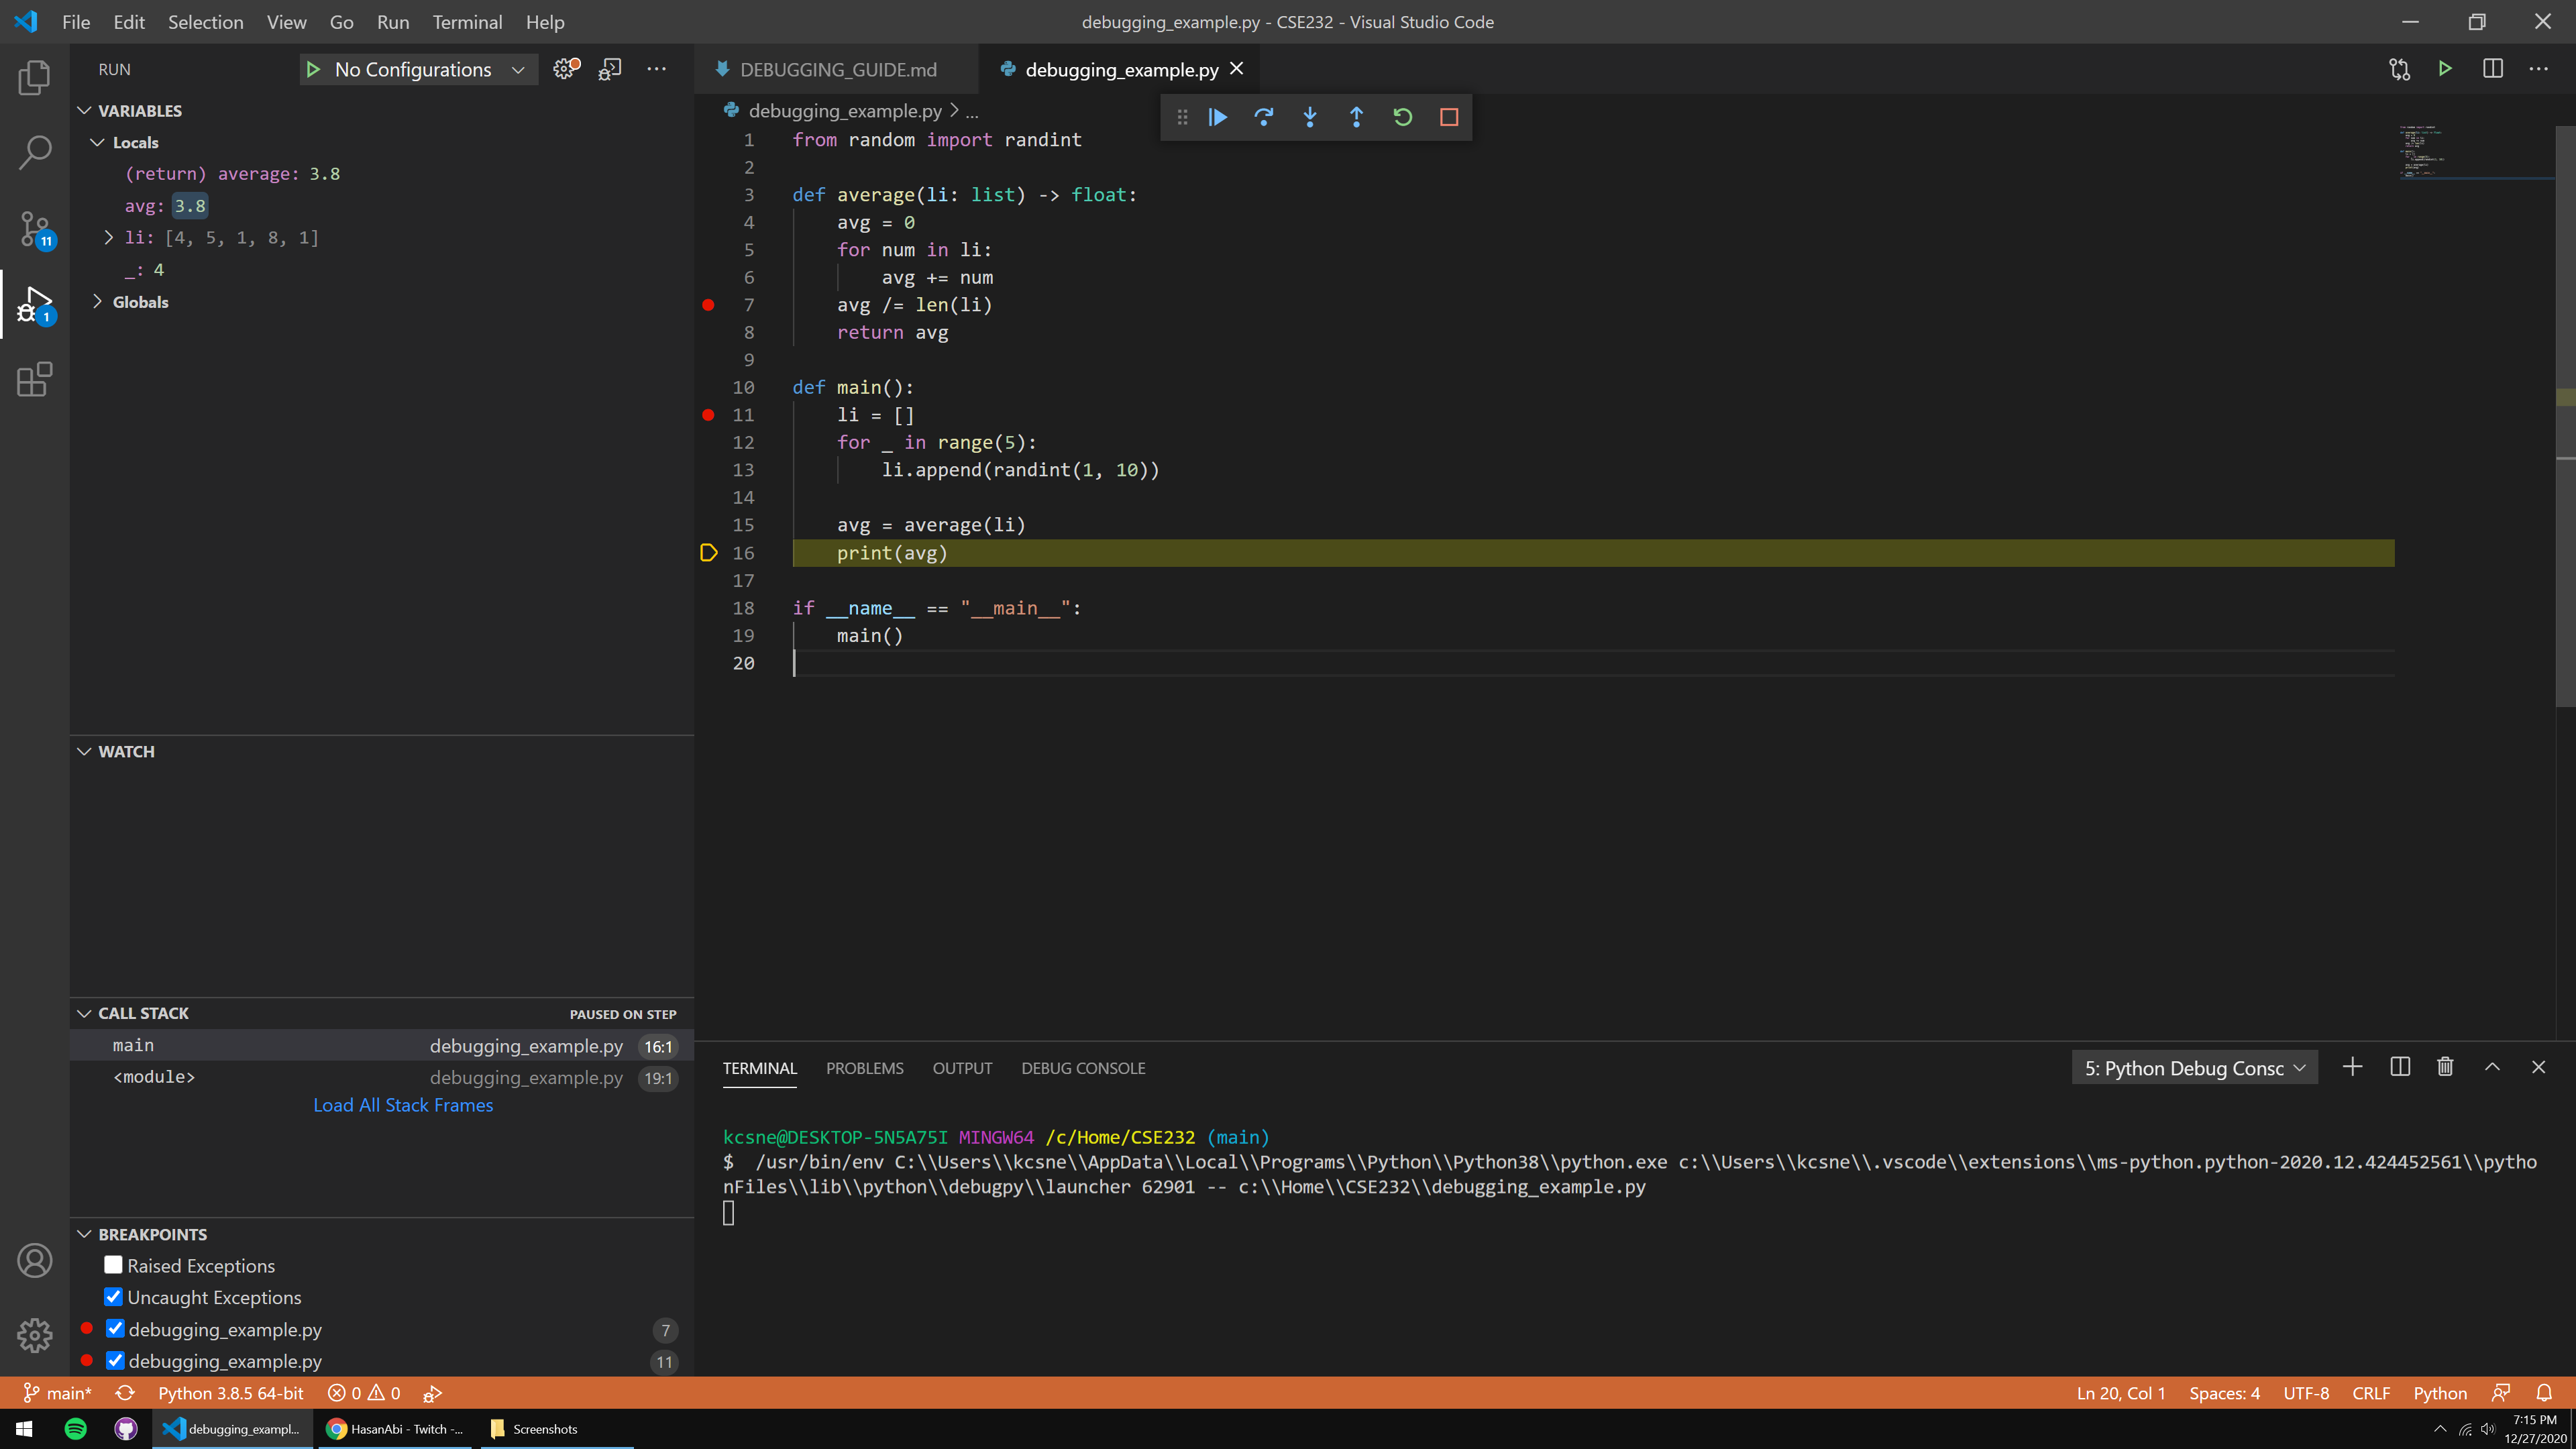 File Edit Selection View Go Run Terminal Help
debugging_example.py - CSE232 - Visual Studio Code
RUN
No Configurations
VARIABLES
Locals
(return) average: 3.8
avg: 3.8
li: [4, 5, 1, 8, 1]
_: 4
Globals
WATCH
CALL STACK PAUSED ON STEP
main debugging_example.py 16:1
<module> debugging_example.py 19:1
Load All Stack Frames
BREAKPOINTS
Raised Exceptions
Uncaught Exceptions
debugging_example.py 7
debugging_example.py 11
11
1
DEBUGGING_GUIDE.md debugging_example.py
debugging_example.py > ...
1 from random import randint
2
3 def average(li: list) -> float:
4 avg = 0
5 for num in li:
6 avg += num
7 avg /= len(li)
8 return avg
9
10 def main():
11 li = []
12 for _ in range(5):
13 li.append(randint(1, 10))
14
15 avg = average(li)
16 print(avg)
17
18 if __name__ == "__main__":
19 main()
20
TERMINAL PROBLEMS OUTPUT DEBUG CONSOLE
5: Python Debug Consc
kcsne@DESKTOP-5N5A75I MINGW64 /c/Home/CSE232 (main)
$ /usr/bin/env C:\\Users\\kcsne\\AppData\\Local\\Programs\\Python\\Python38\\python.exe c:\\Users\\kcsne\\.vscode\\extensions\\ms-python.python-2020.12.424452561\\pytho
nFiles\\lib\\python\\debugpy\\launcher 62901 -- c:\\Home\\CSE232\\debugging_example.py
main* Python 3.8.5 64-bit 0 0
Ln 20, Col 1 Spaces: 4 UTF-8 CRLF Python
debugging_exampl... HasanAbi - Twitch -... Screenshots
7:15 PM
12/27/2020